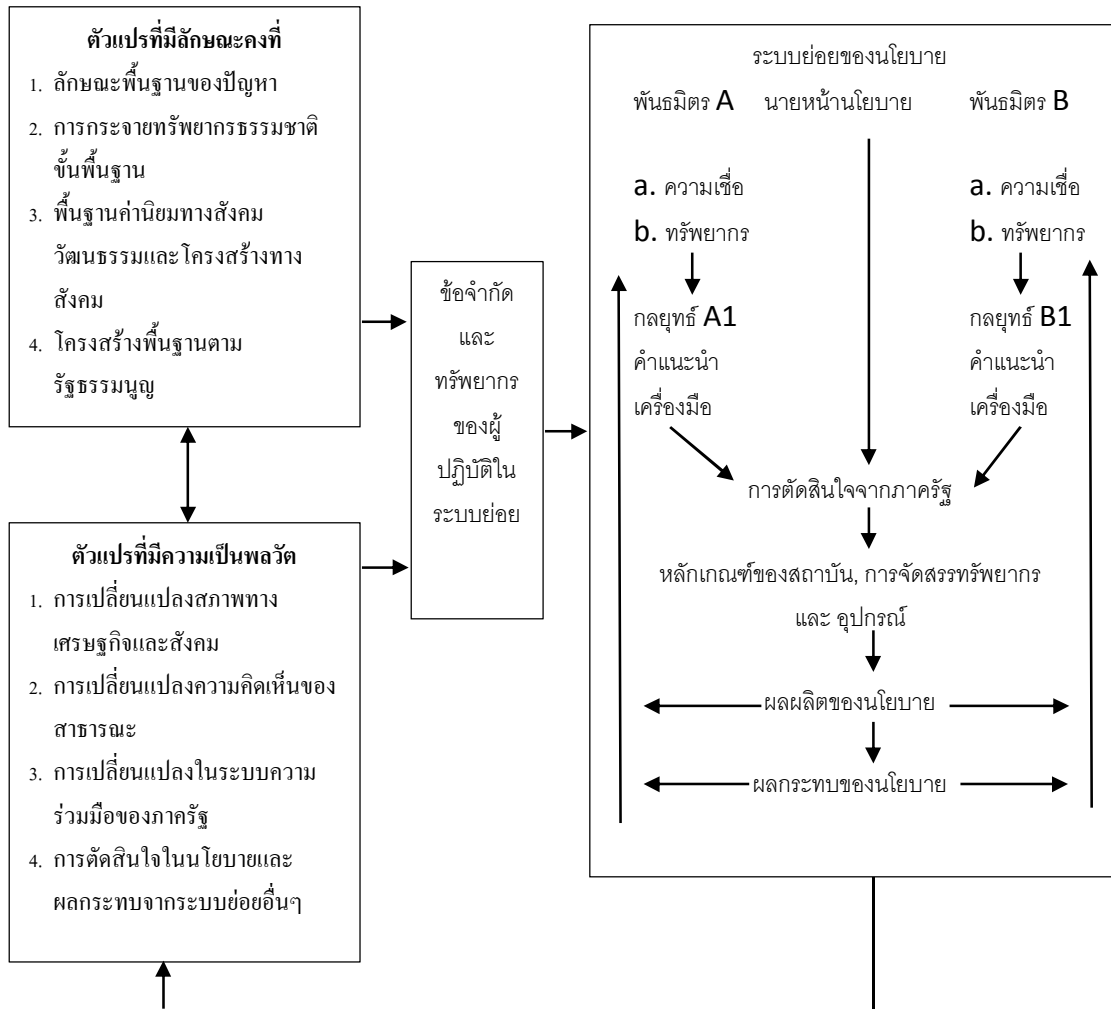 ตัวแปรที่มีลักษณะคงที่
1. ลักษณะพื้นฐานของปัญหา
2. การกระจายทรัพยากรธรรมชาติ
ขั้นพื้นฐาน
3. พื้นฐานค่านิยมทางสังคม
วัฒนธรรมและโครงสร้างทาง
สังคม
4. โครงสร้างพื้นฐานตาม
รัฐธรรมนูญ
ตัวแปรที่มีความเป็นพลวัต
1. การเปลี่ยนแปลงสภาพทาง
เศรษฐกิจและสังคม
2. การเปลี่ยนแปลงความคิดเห็นของ
สาธารณะ
3. การเปลี่ยนแปลงในระบบความ
ร่วมมือของภาครัฐ
4. การตัดสินใจในนโยบายและ
ผลกระทบจากระบบย่อยอื่นๆ
ข้อจำกัด
และ
ทรัพยากร
ของผู้
ปฏิบัติใน
ระบบย่อย
ระบบย่อยของนโยบาย
พันธมิตร A นายหน้านโยบาย พันธมิตร B
a. ความเชื่อ a. ความเชื่อ
b. ทรัพยากร b. ทรัพยากร
กลยุทธ์ A1 กลยุทธ์ B1
คำแนะนำ คำแนะนำ
เครื่องมือ เครื่องมือ
การตัดสินใจจากภาครัฐ
หลักเกณฑ์ของสถาบัน, การจัดสรรทรัพยากร
และ อุปกรณ์
ผลผลิตของนโยบาย
ผลกระทบของนโยบาย